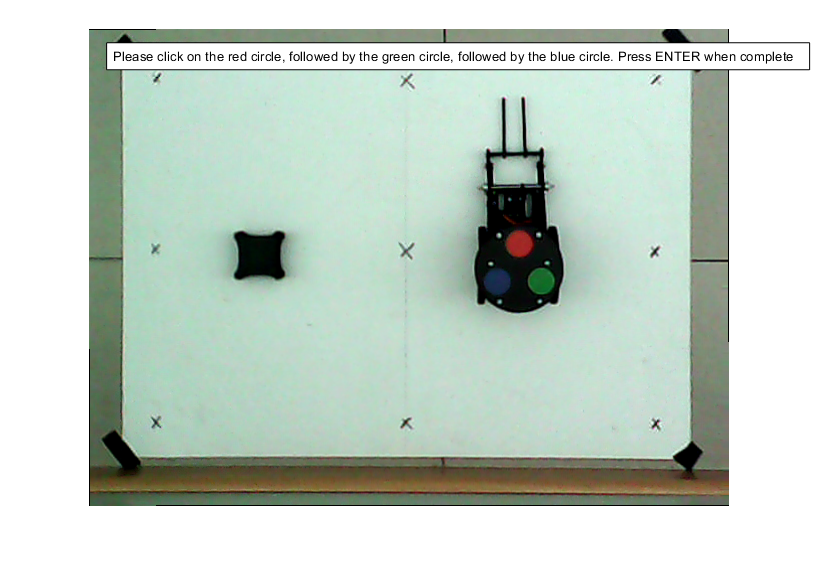 Please click on the red circle, followed by the green circle, followed by the blue circle. Press ENTER when complete